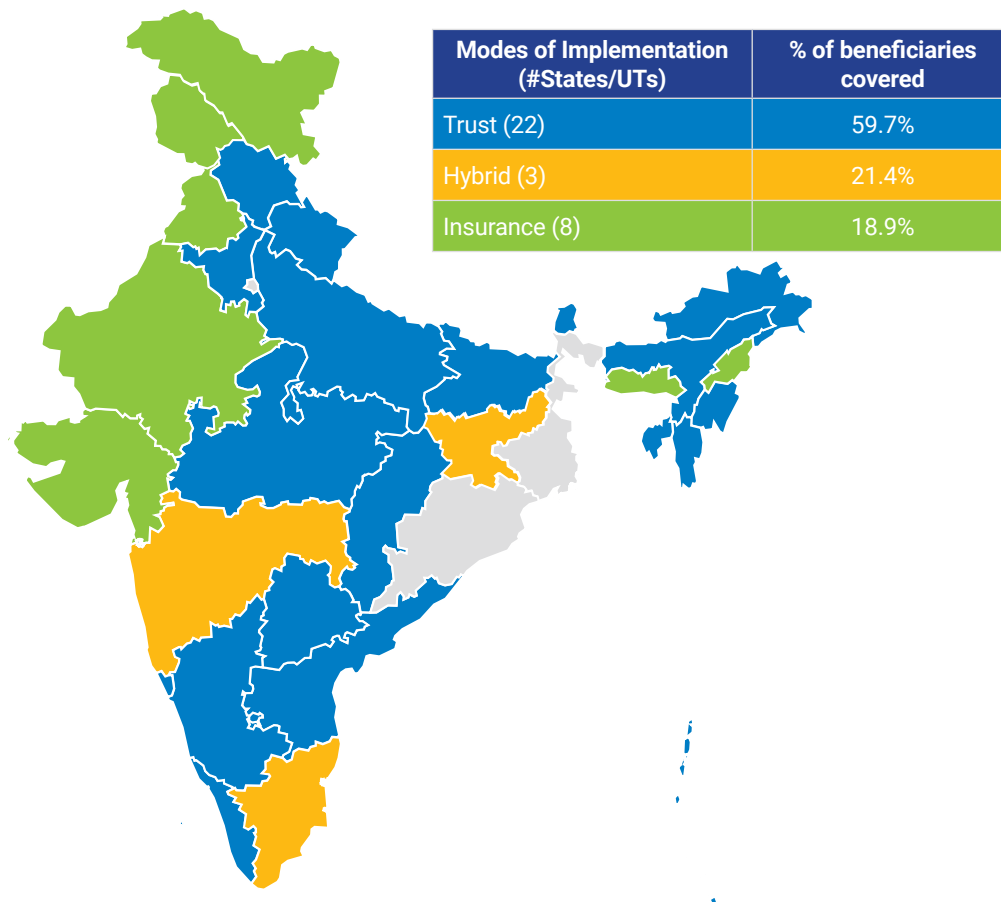 Modes of Implementation % of beneficiaries
(#States/UTs) covered
Trust (22) 59.7%
Hybrid (3) 21.4%
Insurance (8) 18.9%